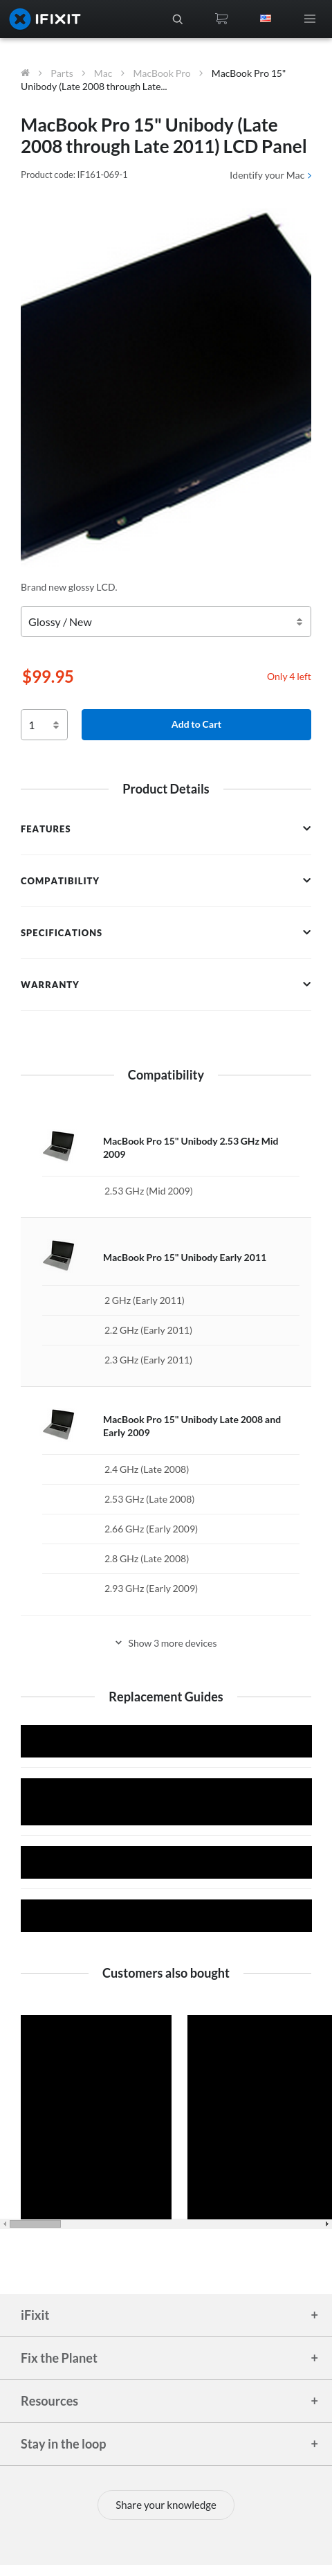 IFIXIT
Parts
Mac
MacBook Pro
MacBook Pro 15"
Unibody (Late 2008 through Late...
MacBook Pro 15" Unibody (Late
2008 through Late 2011) LCD Panel
Product code: IF161-069-1
Identify your Mac
Brand new glossy LCD.
Glossy / New
$99.95
Only 4 left
1
Add to Cart
Product Details
FEATURES
COMPATIBILITY
SPECIFICATIONS
WARRANTY
Compatibility
MacBook Pro 15" Unibody 2.53 GHz Mid
2009
2.53 GHz (Mid 2009)
MacBook Pro 15" Unibody Early 2011
2 GHz (Early 2011)
2.2 GHz (Early 2011)
2.3 GHz (Early 2011)
MacBook Pro 15" Unibody Late 2008 and
Early 2009
2.4 GHz (Late 2008)
2.53 GHz (Late 2008)
2.66 GHz (Early 2009)
2.8 GHz (Late 2008)
2.93 GHz (Early 2009)
Show 3 more devices
Replacement Guides
Customers also bought
iFixit
+
Fix the Planet
+
Resources
+
Stay in the loop
+
Share your knowledge